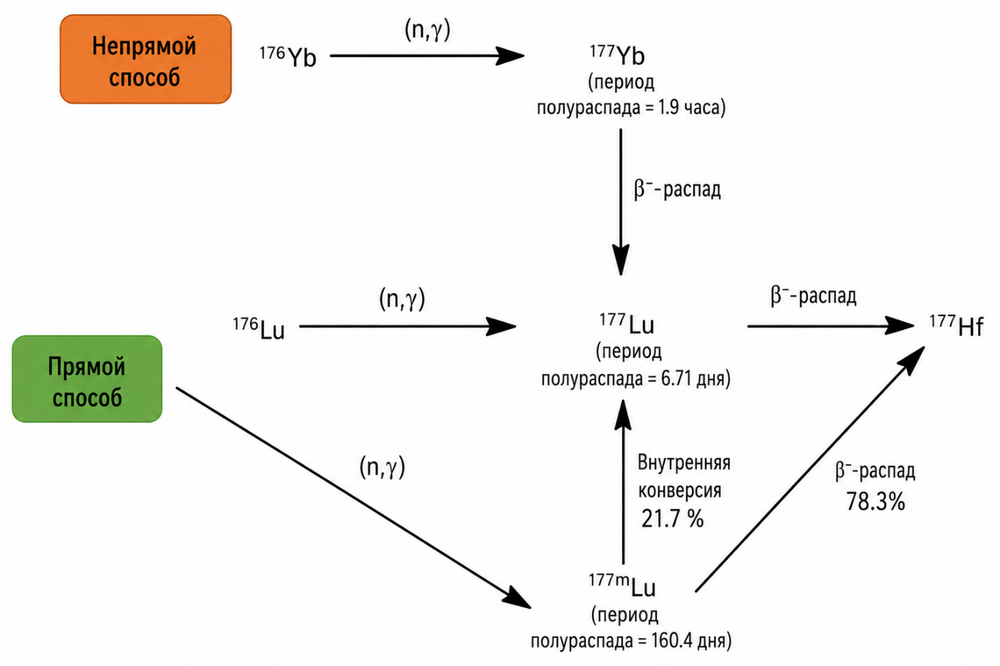 Непрямой
способ
¹⁷⁶Yb
(n,γ)
¹⁷⁷Yb
(период
полураспада = 1.9 часа)
β⁻-распад
Прямой
способ
¹⁷⁶Lu
(n,γ)
¹⁷⁷Lu
(период
полураспада = 6.71 дня)
β⁻-распад
¹⁷⁷Hf
(n,γ)
Внутренняя
конверсия
21.7 %
β⁻-распад
78.3%
¹⁷⁷ᵐLu
(период
полураспада = 160.4 дня)